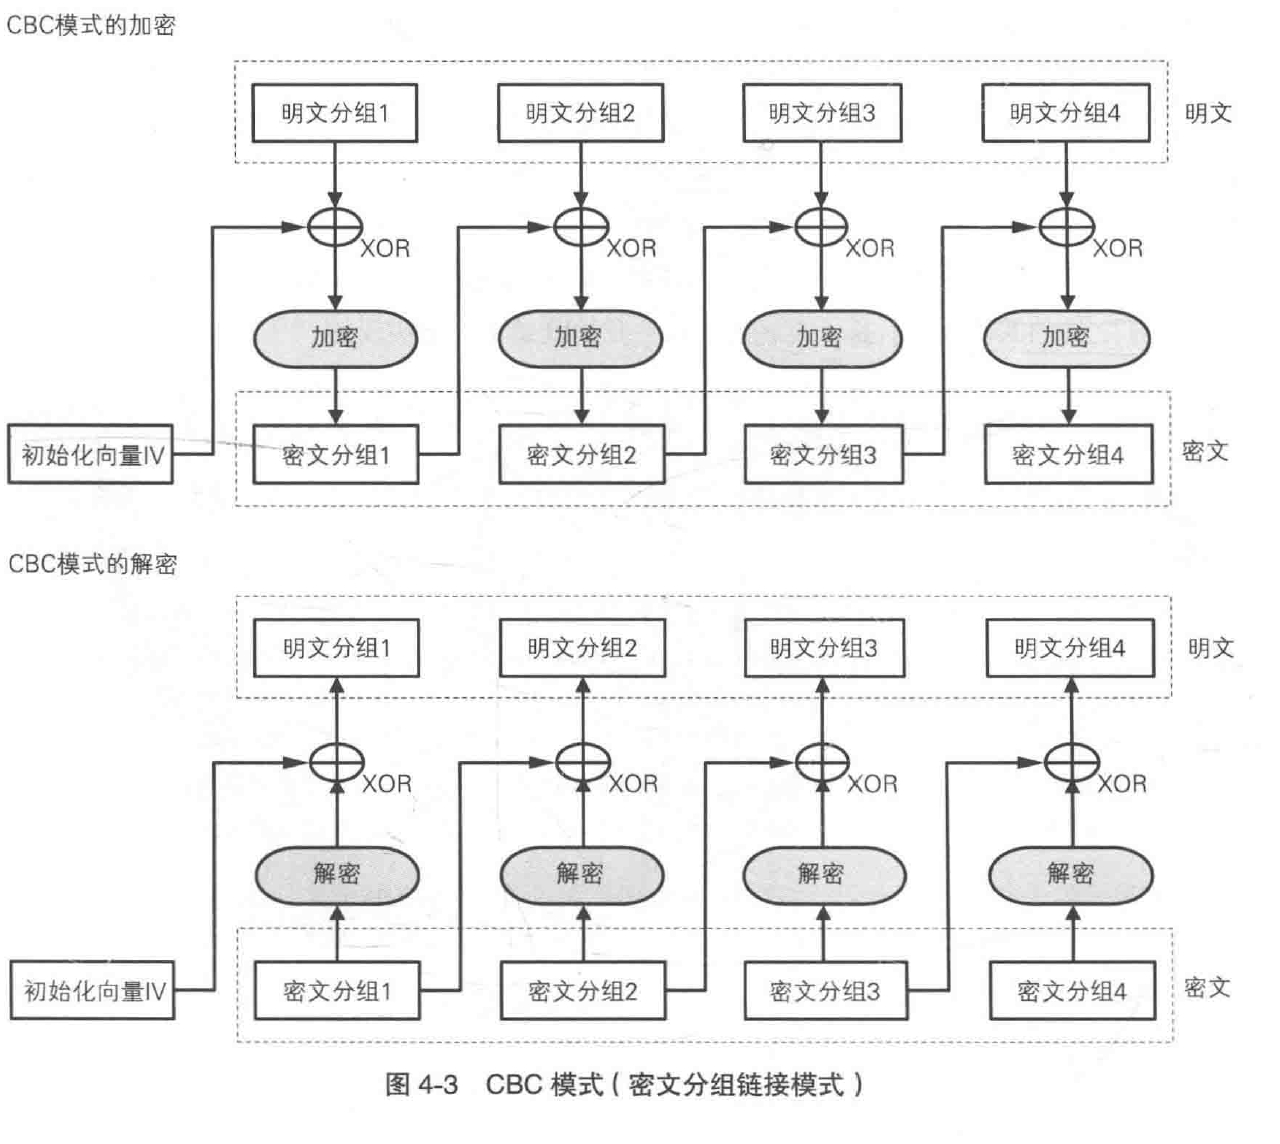 CBC模式的加密
明文分组1 明文分组2 明文分组3 明文分组4 明文
XOR XOR XOR XOR
加密 加密 加密 加密
初始化向量IV 密文分组1 密文分组2 密文分组3 密文分组4 密文
CBC模式的解密
明文分组1 明文分组2 明文分组3 明文分组4 明文
XOR XOR XOR XOR
解密 解密 解密 解密
初始化向量IV 密文分组1 密文分组2 密文分组3 密文分组4 密文
图 4-3 CBC 模式（密文分组链接模式）